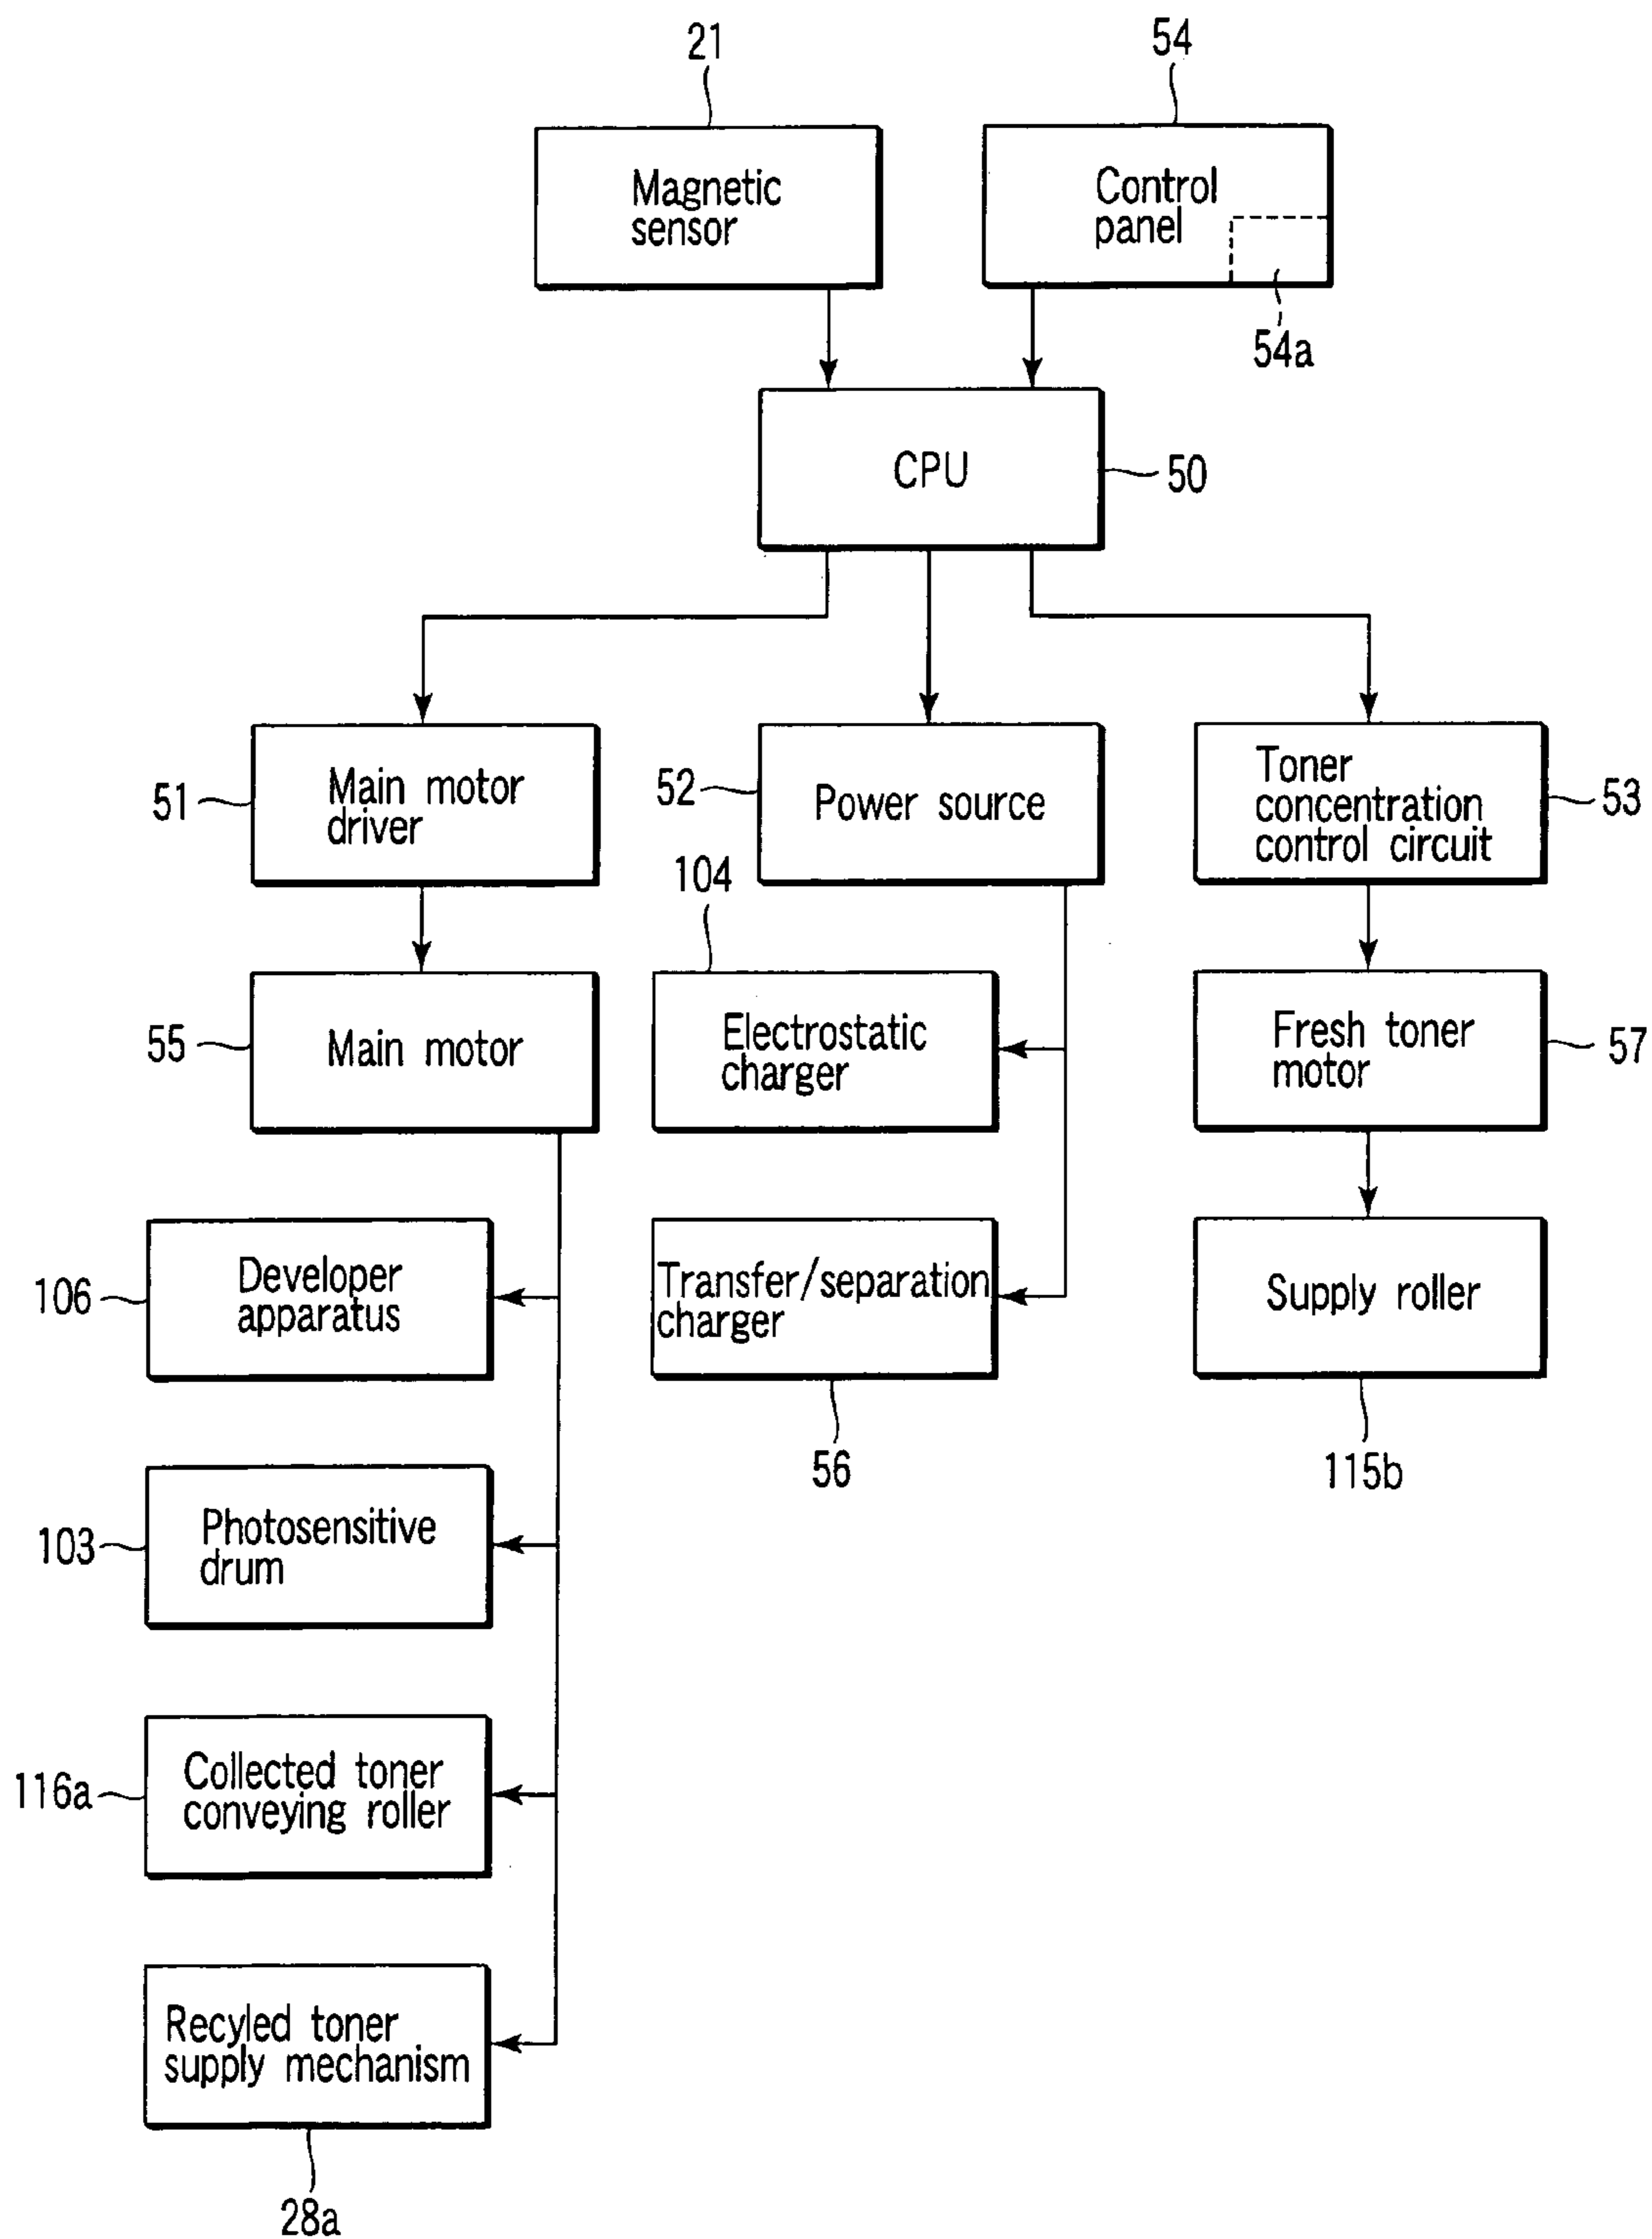 21
54
Magnetic
sensor
Control
panel
54a
CPU
50
51
Main motor
driver
52
Power source
Toner
concentration
control circuit
53
104
55
Main motor
Electrostatic
charger
Fresh toner
motor
57
106
Developer
apparatus
Transfer/separation
charger
Supply roller
56
115b
103
Photosensitive
drum
116a
Collected toner
conveying roller
Recyled toner
supply mechanism
28a